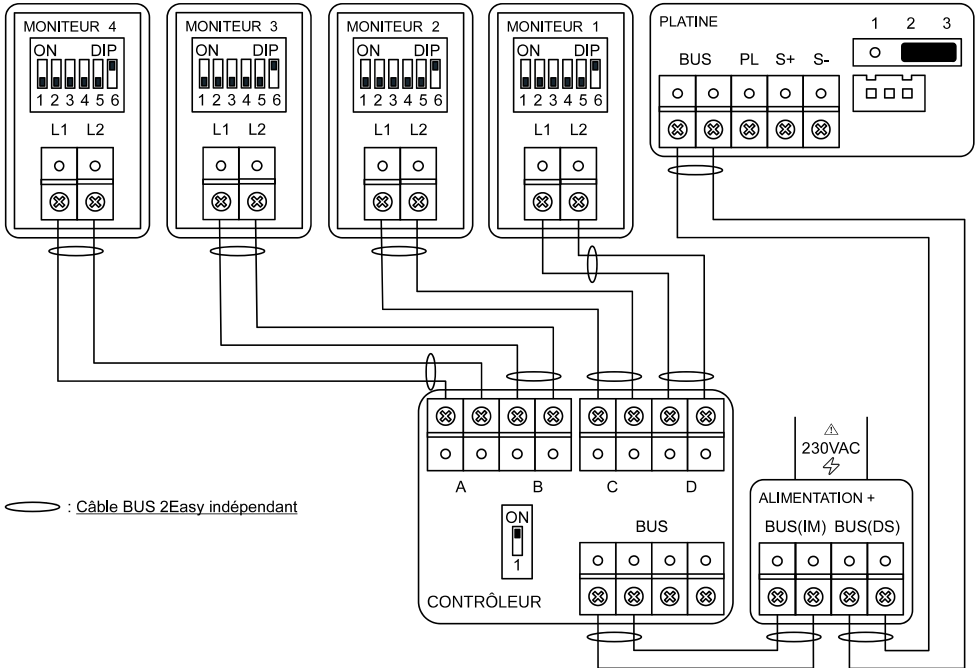 MONITEUR 4
ON DIP
1 2 3 4 5 6
L1 L2
MONITEUR 3
ON DIP
1 2 3 4 5 6
L1 L2
MONITEUR 2
ON DIP
1 2 3 4 5 6
L1 L2
MONITEUR 1
ON DIP
1 2 3 4 5 6
L1 L2
PLATINE
1 2 3
BUS PL S+ S-
A B C D
ON
1
BUS
CONTRÔLEUR
230VAC
ALIMENTATION +
BUS(IM) BUS(DS)
: Câble BUS 2Easy indépendant